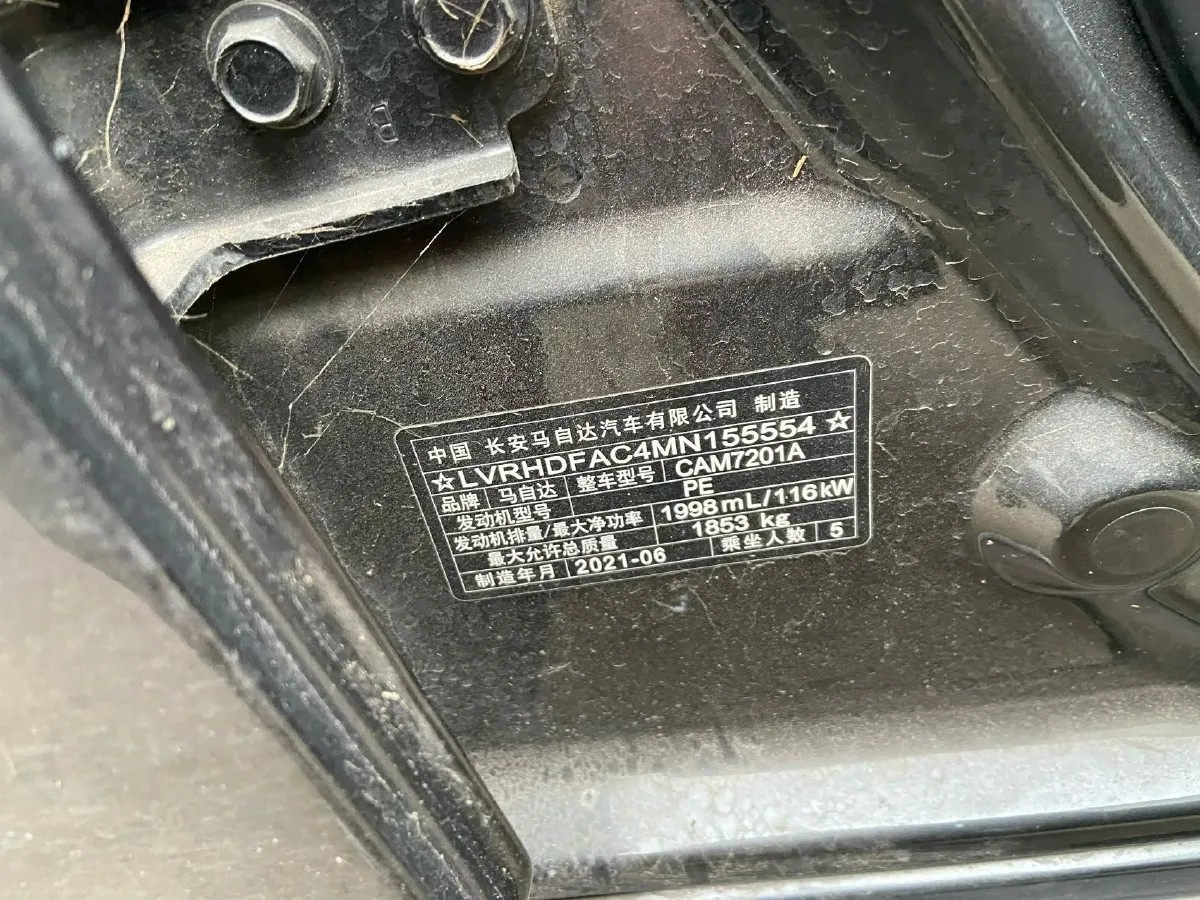 D
中国 长安马自达汽车有限公司 制造
☆LVRHDFAC4MN155554☆
品牌 马自达 整车型号 CAM7201A
发动机型号 PE
发动机排量/最大净功率 1998mL/116kW
最大允许总质量 1853 kg
制造年月 2021-06 乘坐人数 5